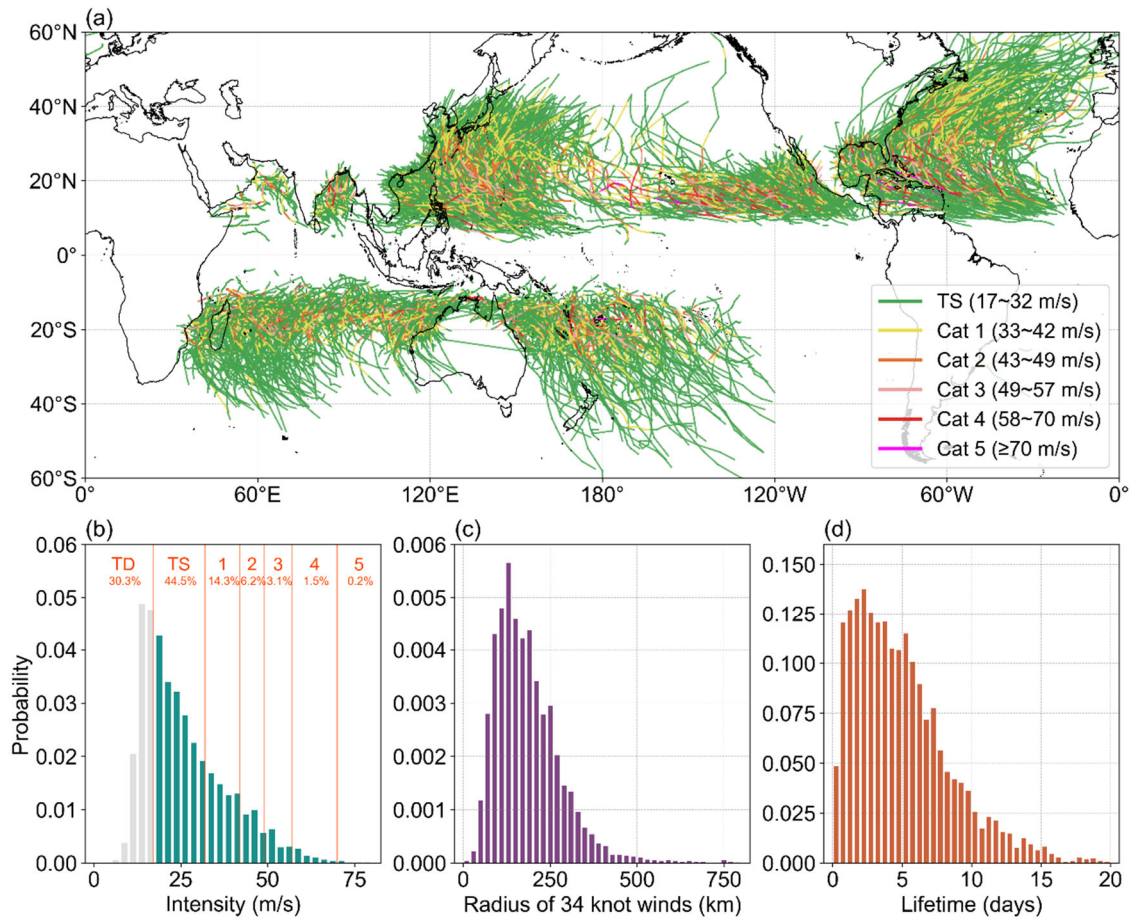 (a)
60°N
40°N
20°N
0°
20°S
40°S
60°S
0°
60°E
120°E
180°
120°W
60°W
0°
TS (17~32 m/s)
Cat 1 (33~42 m/s)
Cat 2 (43~49 m/s)
Cat 3 (49~57 m/s)
Cat 4 (58~70 m/s)
Cat 5 (≥70 m/s)
(b)
0.06
0.05
0.04
0.03
0.02
0.01
0.00
Probability
TD TS 1 2 3 4 5
30.3% 44.5% 14.3% 6.2% 3.1% 1.5% 0.2%
0 25 50 75
Intensity (m/s)
(c)
0.006
0.005
0.004
0.003
0.002
0.001
0.000
0 250 500 750
Radius of 34 knot winds (km)
(d)
0.150
0.125
0.100
0.075
0.050
0.025
0.000
0 5 10 15 20
Lifetime (days)